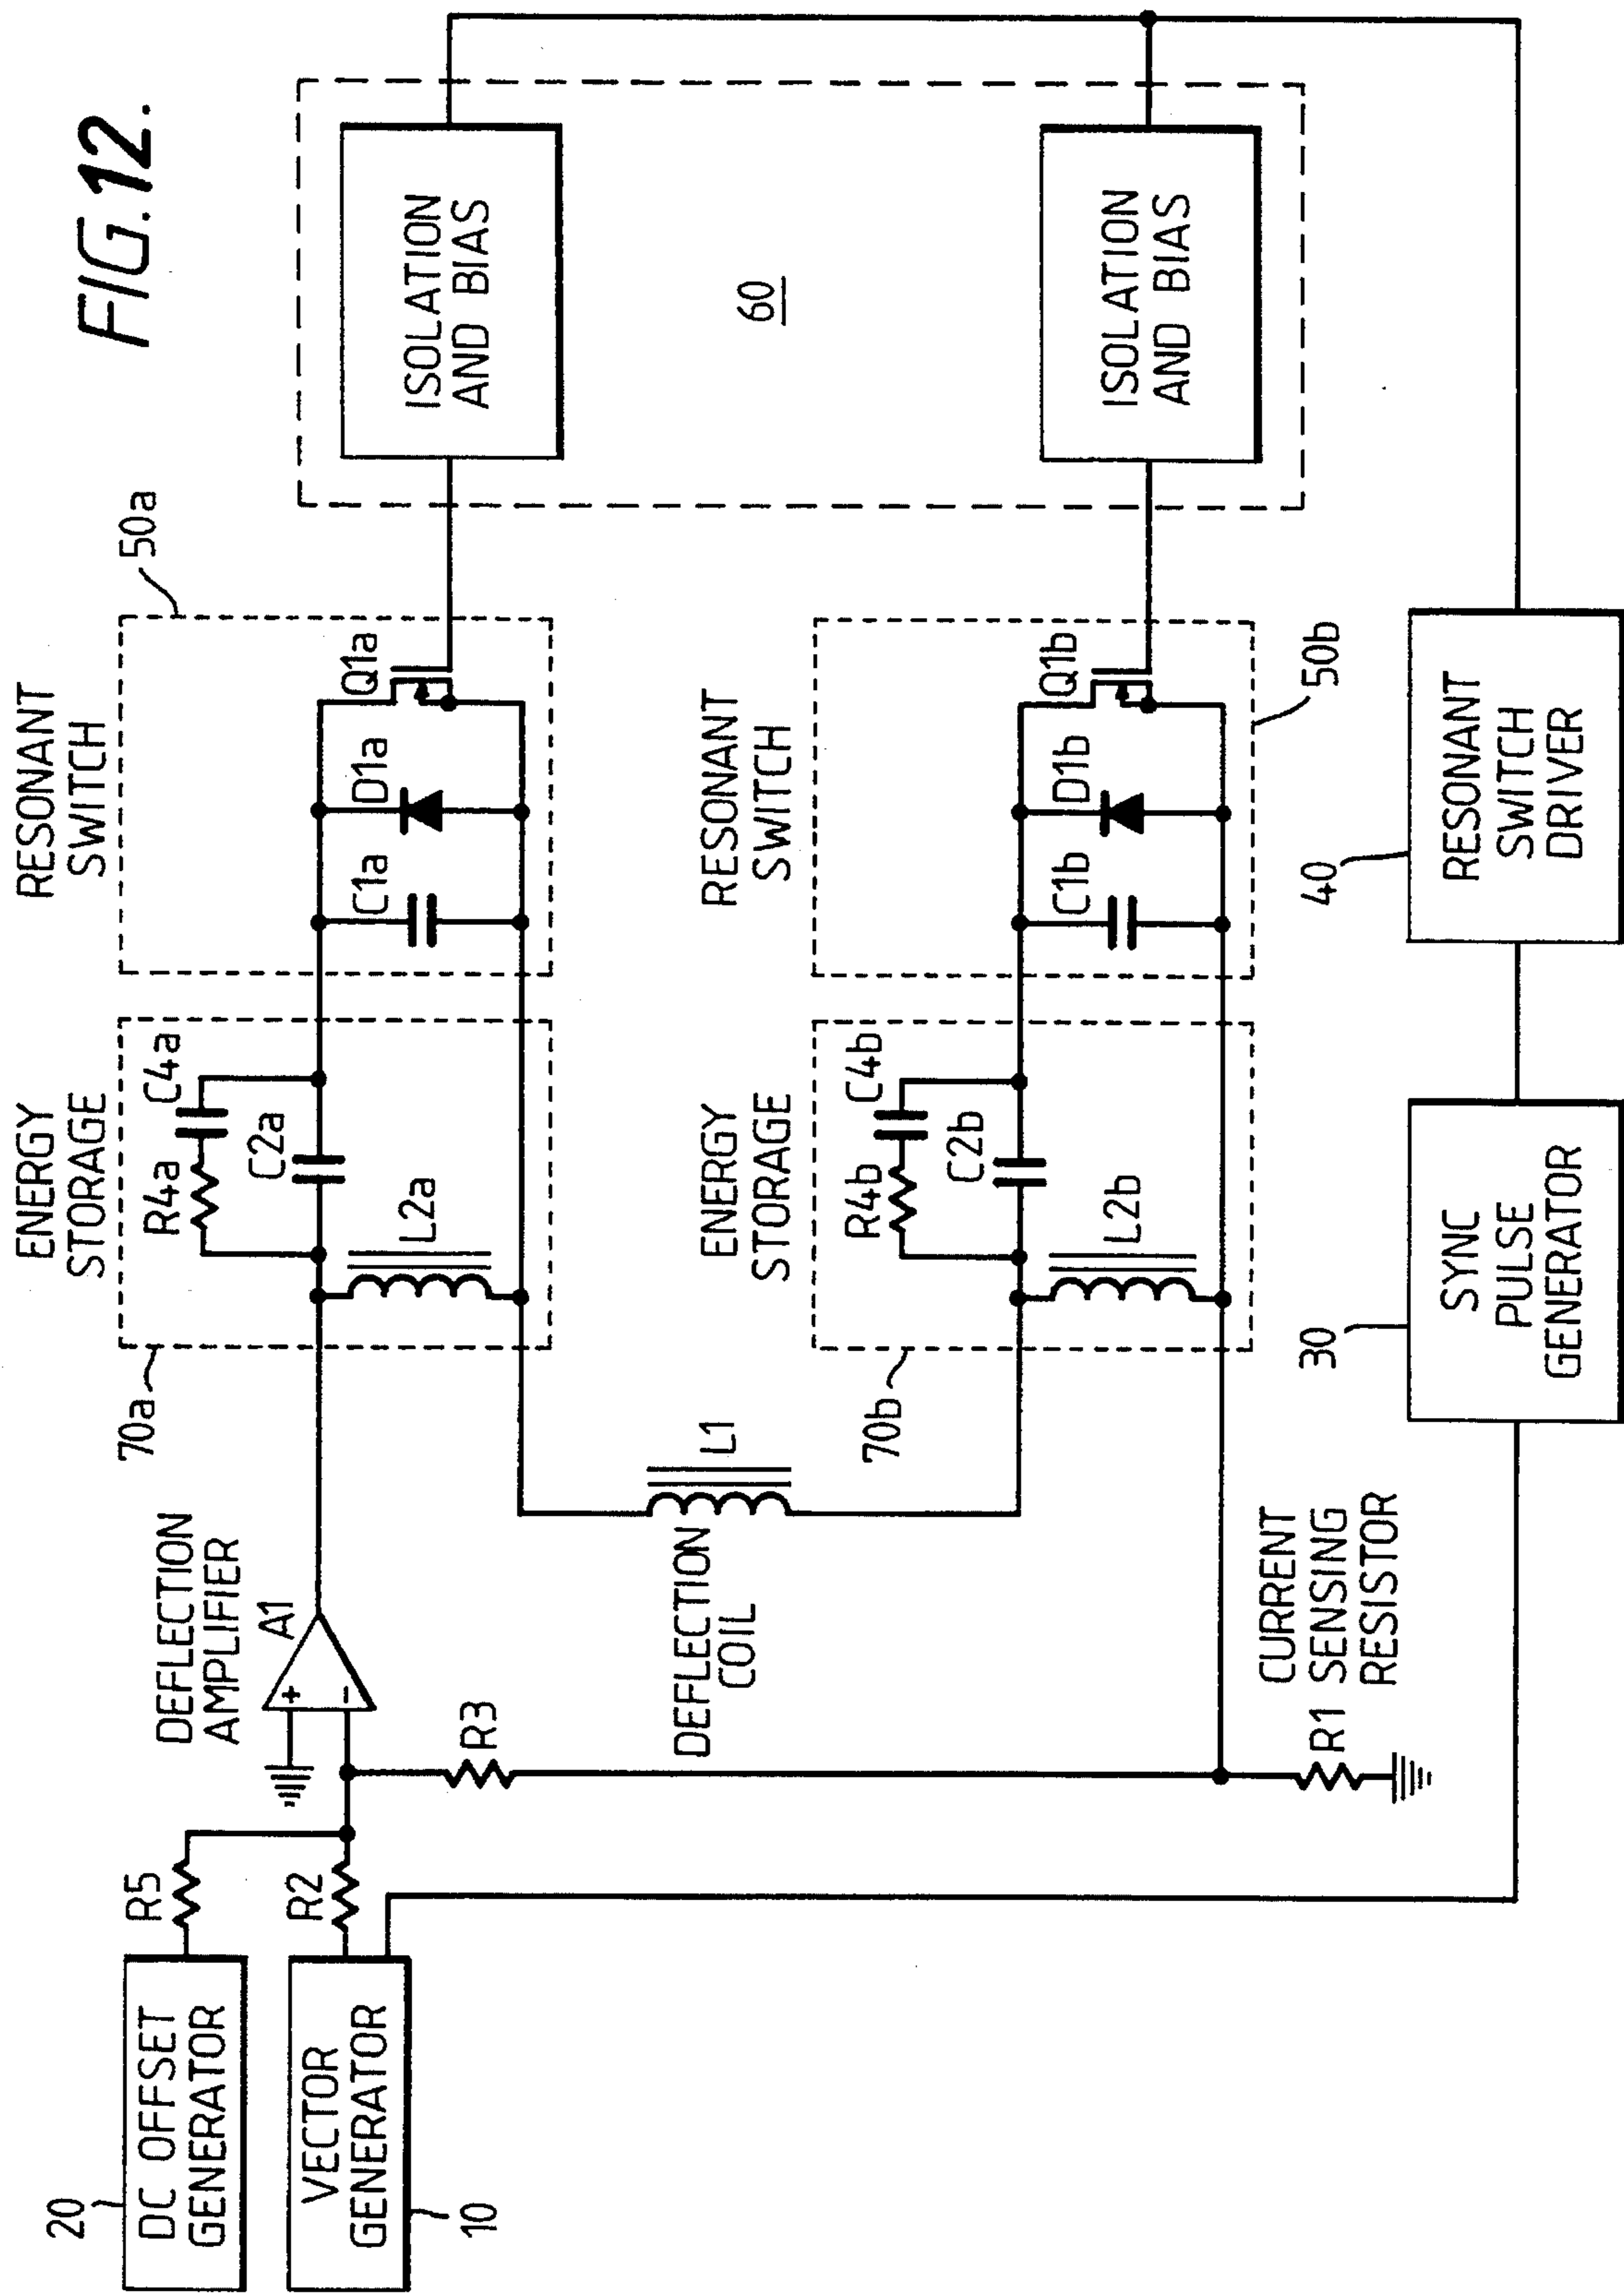 FIG.12.
DEFLECTION
AMPLIFIER
A1
+
−
20
DC OFFSET
GENERATOR
R5
VECTOR
GENERATOR
10
R2
R3
ENERGY
STORAGE
70a
R4a
C4a
C2a
L2a
RESONANT
SWITCH
50a
C1a
D1a
Q1a
ISOLATION
AND BIAS
60
ISOLATION
AND BIAS
DEFLECTION
COIL
L1
ENERGY
STORAGE
70b
R4b
C4b
C2b
L2b
RESONANT
SWITCH
50b
C1b
D1b
Q1b
CURRENT
R1 SENSING
RESISTOR
30
SYNC
PULSE
GENERATOR
40
RESONANT
SWITCH
DRIVER